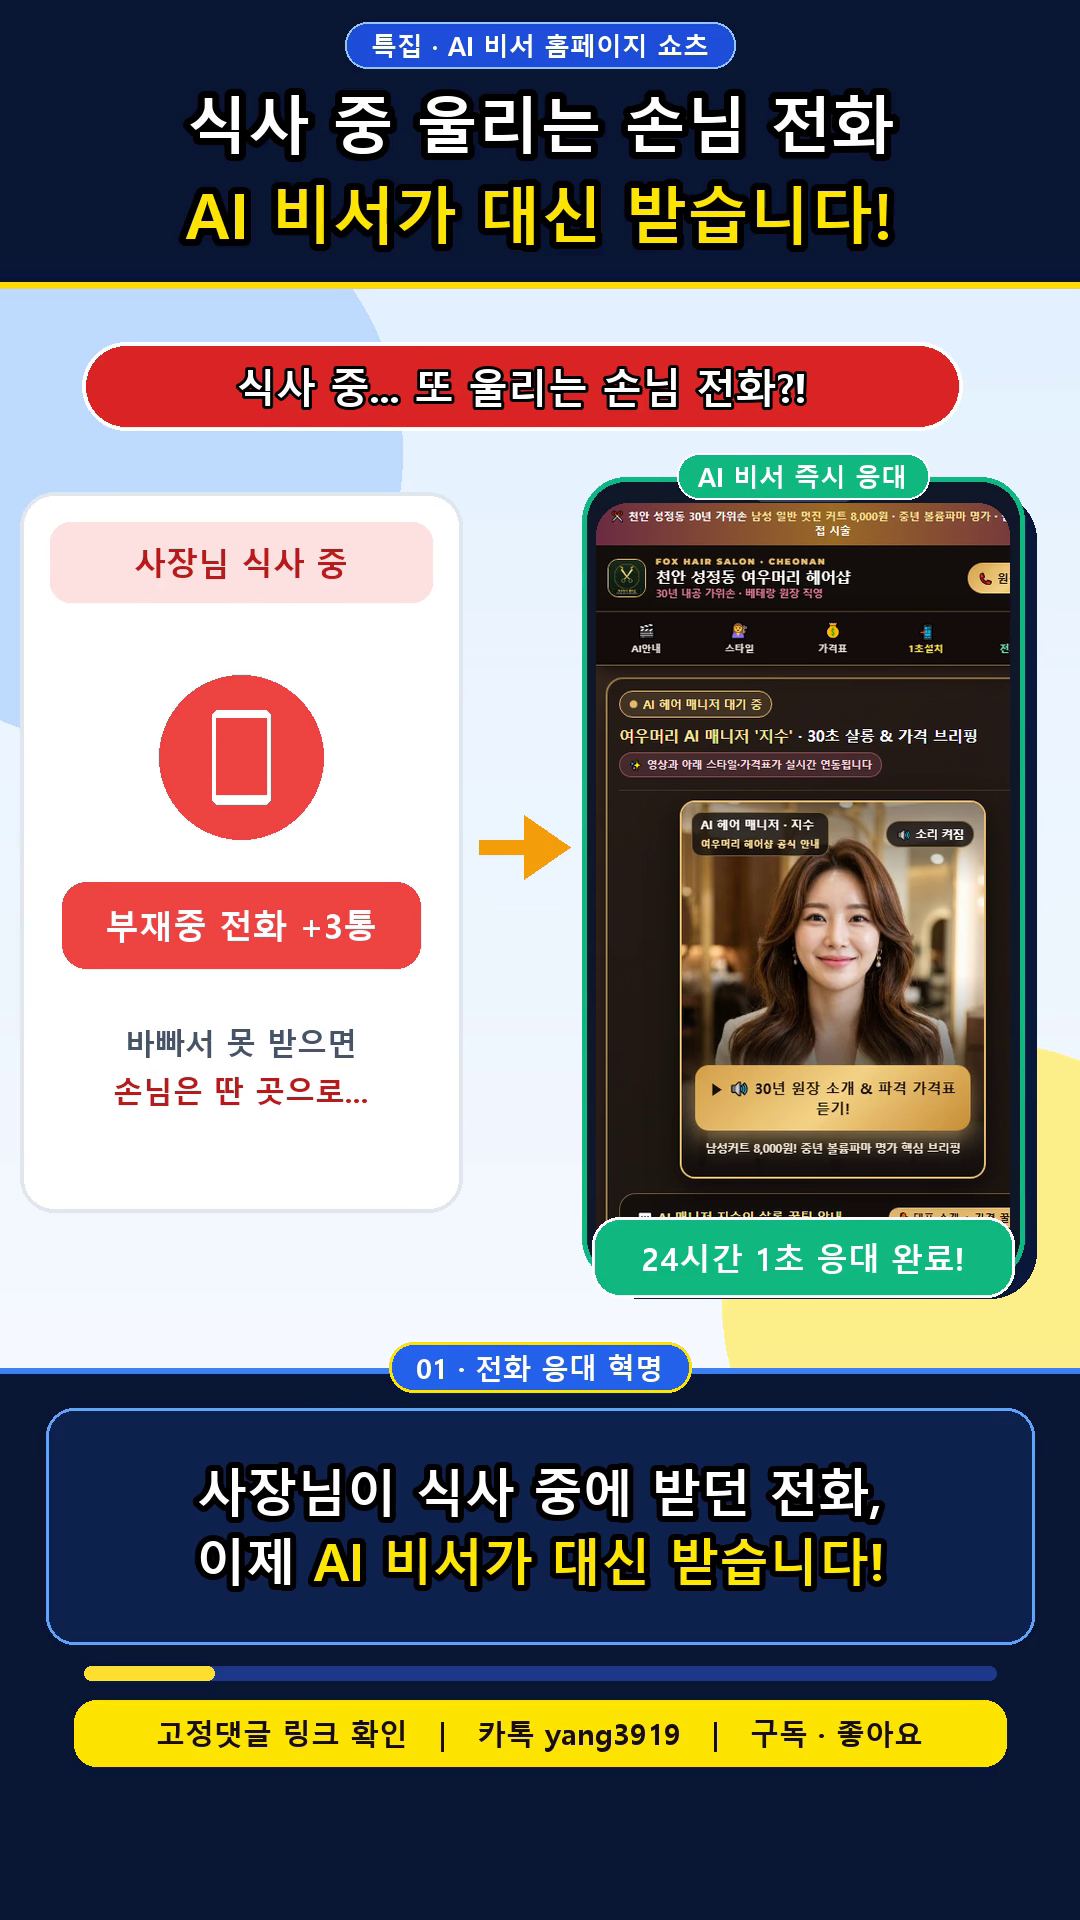 특집 · AI 비서 홈페이지 쇼츠
식사 중 울리는 손님 전화
AI 비서가 대신 받습니다!
식사 중... 또 울리는 손님 전화?!
사장님 식사 중
부재중 전화 +3통
바빠서 못 받으면
손님은 딴 곳으로...
AI 비서 즉시 응대
천안 성정동 30년 가위손 남성 일반 멋진 커트 8,000원 · 중년 볼륨파마 명가 ·
접 시술
FOX HAIR SALON · CHEONAN
천안 성정동 여우머리 헤어샵
30년 내공 가위손 · 베테랑 원장 직영
원
AI안내
스타일
가격표
1초설치
전
AI 헤어 매니저 대기 중
여우머리 AI 매니저 '지수' · 30초 살롱 & 가격 브리핑
영상과 아래 스타일·가격표가 실시간 연동됩니다
AI 헤어 매니저 · 지수
여우머리 헤어샵 공식 안내
소리 켜짐
30년 원장 소개 & 파격 가격표
듣기!
남성커트 8,000원! 중년 볼륨파마 명가 핵심 브리핑
24시간 1초 응대 완료!
01 · 전화 응대 혁명
사장님이 식사 중에 받던 전화,
이제 AI 비서가 대신 받습니다!
고정댓글 링크 확인 | 카톡 yang3919 | 구독 · 좋아요